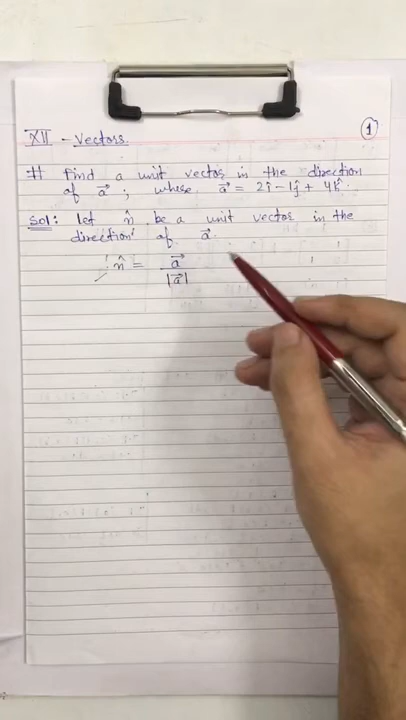 XII - Vectors.
1
# Find a unit vector in the direction
of a⃗ ; where a⃗ = 2î - 1ĵ + 4k̂.
Sol: let n̂ be a unit vector in the
direction of a⃗.
∴ n̂ = a⃗
|a⃗|